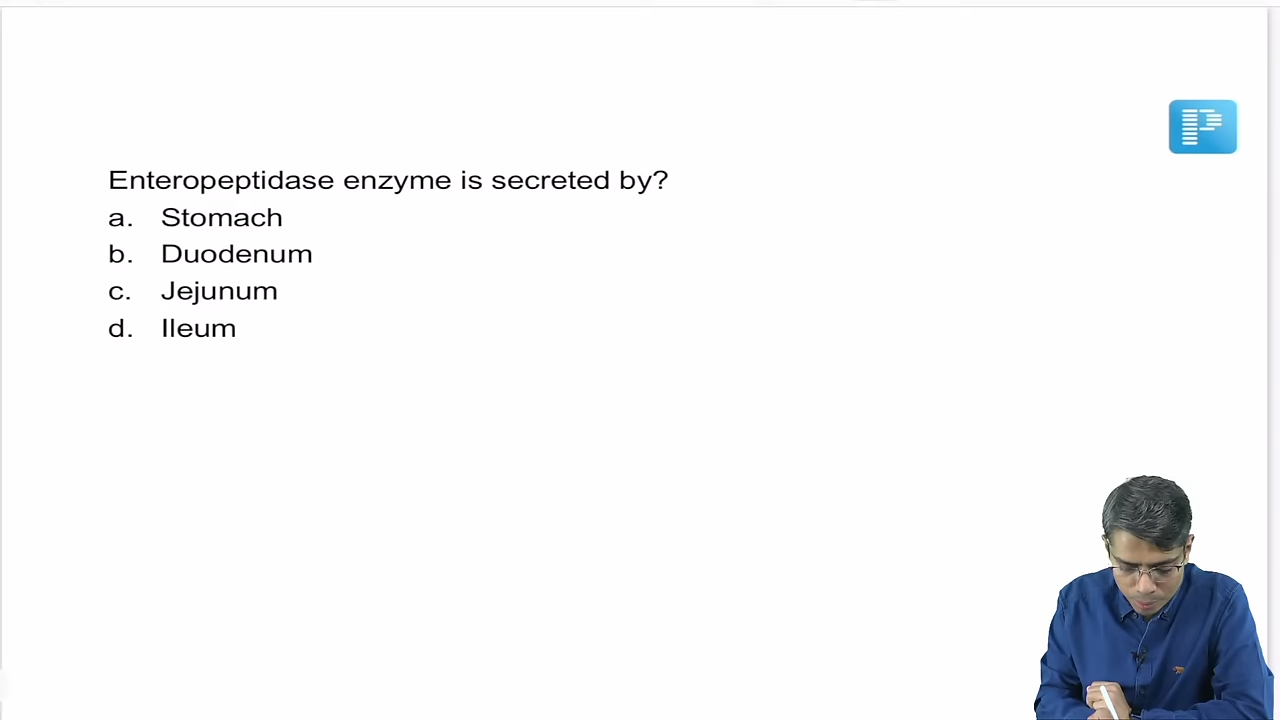 Enteropeptidase enzyme is secreted by?
a. Stomach
b. Duodenum
c. Jejunum
d. Ileum